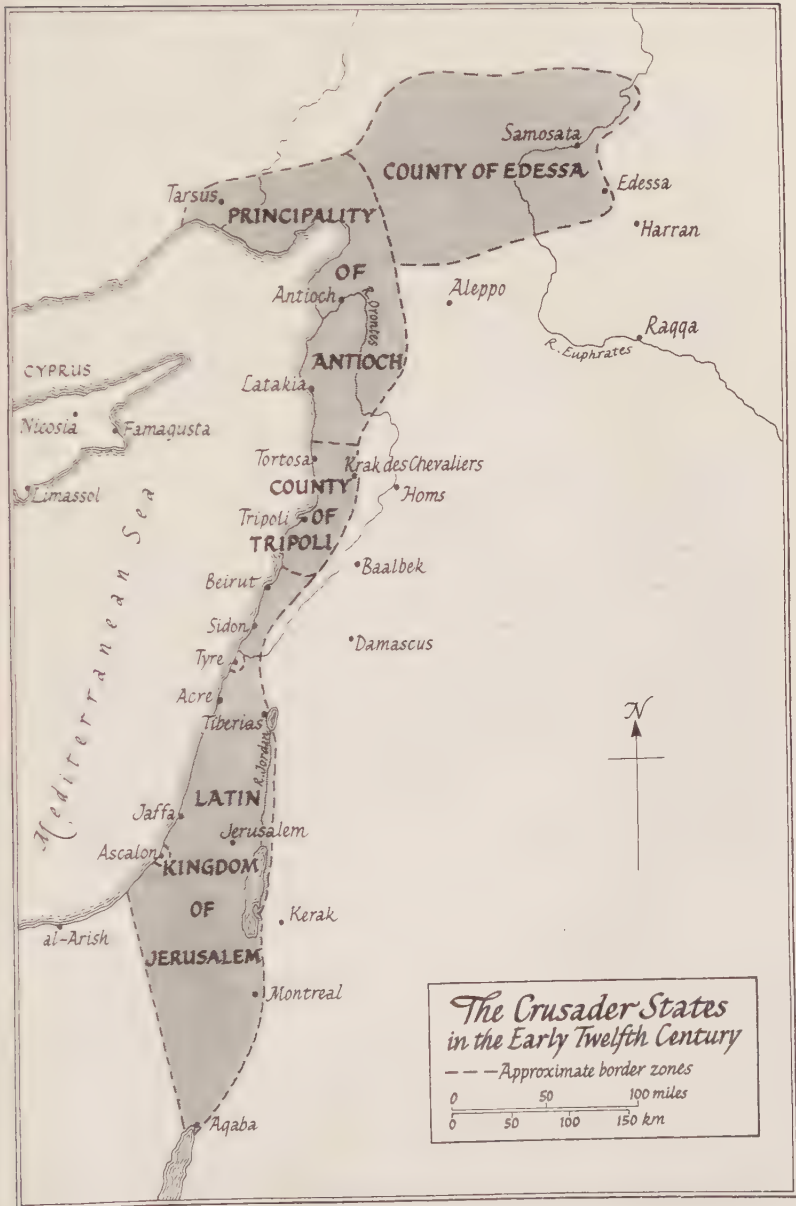 Samosata
COUNTY OF EDESSA
Edessa
Tarsus
PRINCIPALITY
Harran
OF
Antioch
R. Orontes
Aleppo
Raqqa
R. Euphrates
ANTIOCH
CYPRUS
Latakia
Nicosia
Famagusta
Tortosa
Krak des Chevaliers
COUNTY
Homs
Limassol
Tripoli
OF
TRIPOLI
Mediterranean Sea
Beirut
Baalbek
Sidon
Damascus
Tyre
Acre
Tiberias
N
R. Jordan
LATIN
Jaffa
Jerusalem
Ascalon
KINGDOM
OF
Kerak
al-Arish
JERUSALEM
Montreal
Aqaba
The Crusader States
in the Early Twelfth Century
Approximate border zones
0 50 100 miles
0 50 100 150 km